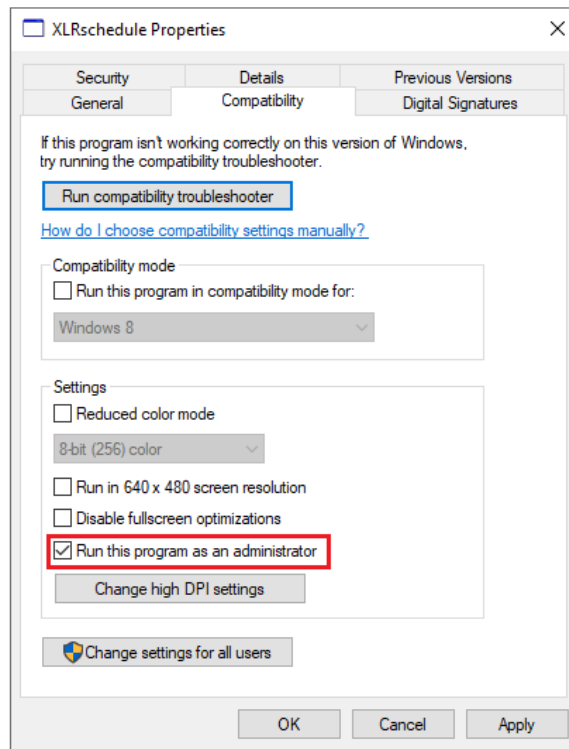 XLRschedule Properties
Security Details Previous Versions
General Compatibility Digital Signatures
If this program isn't working correctly on this version of Windows,
try running the compatibility troubleshooter.
Run compatibility troubleshooter
How do I choose compatibility settings manually?
Compatibility mode
Run this program in compatibility mode for:
Windows 8
Settings
Reduced color mode
8-bit (256) color
Run in 640 x 480 screen resolution
Disable fullscreen optimizations
Run this program as an administrator
Change high DPI settings
Change settings for all users
OK Cancel Apply